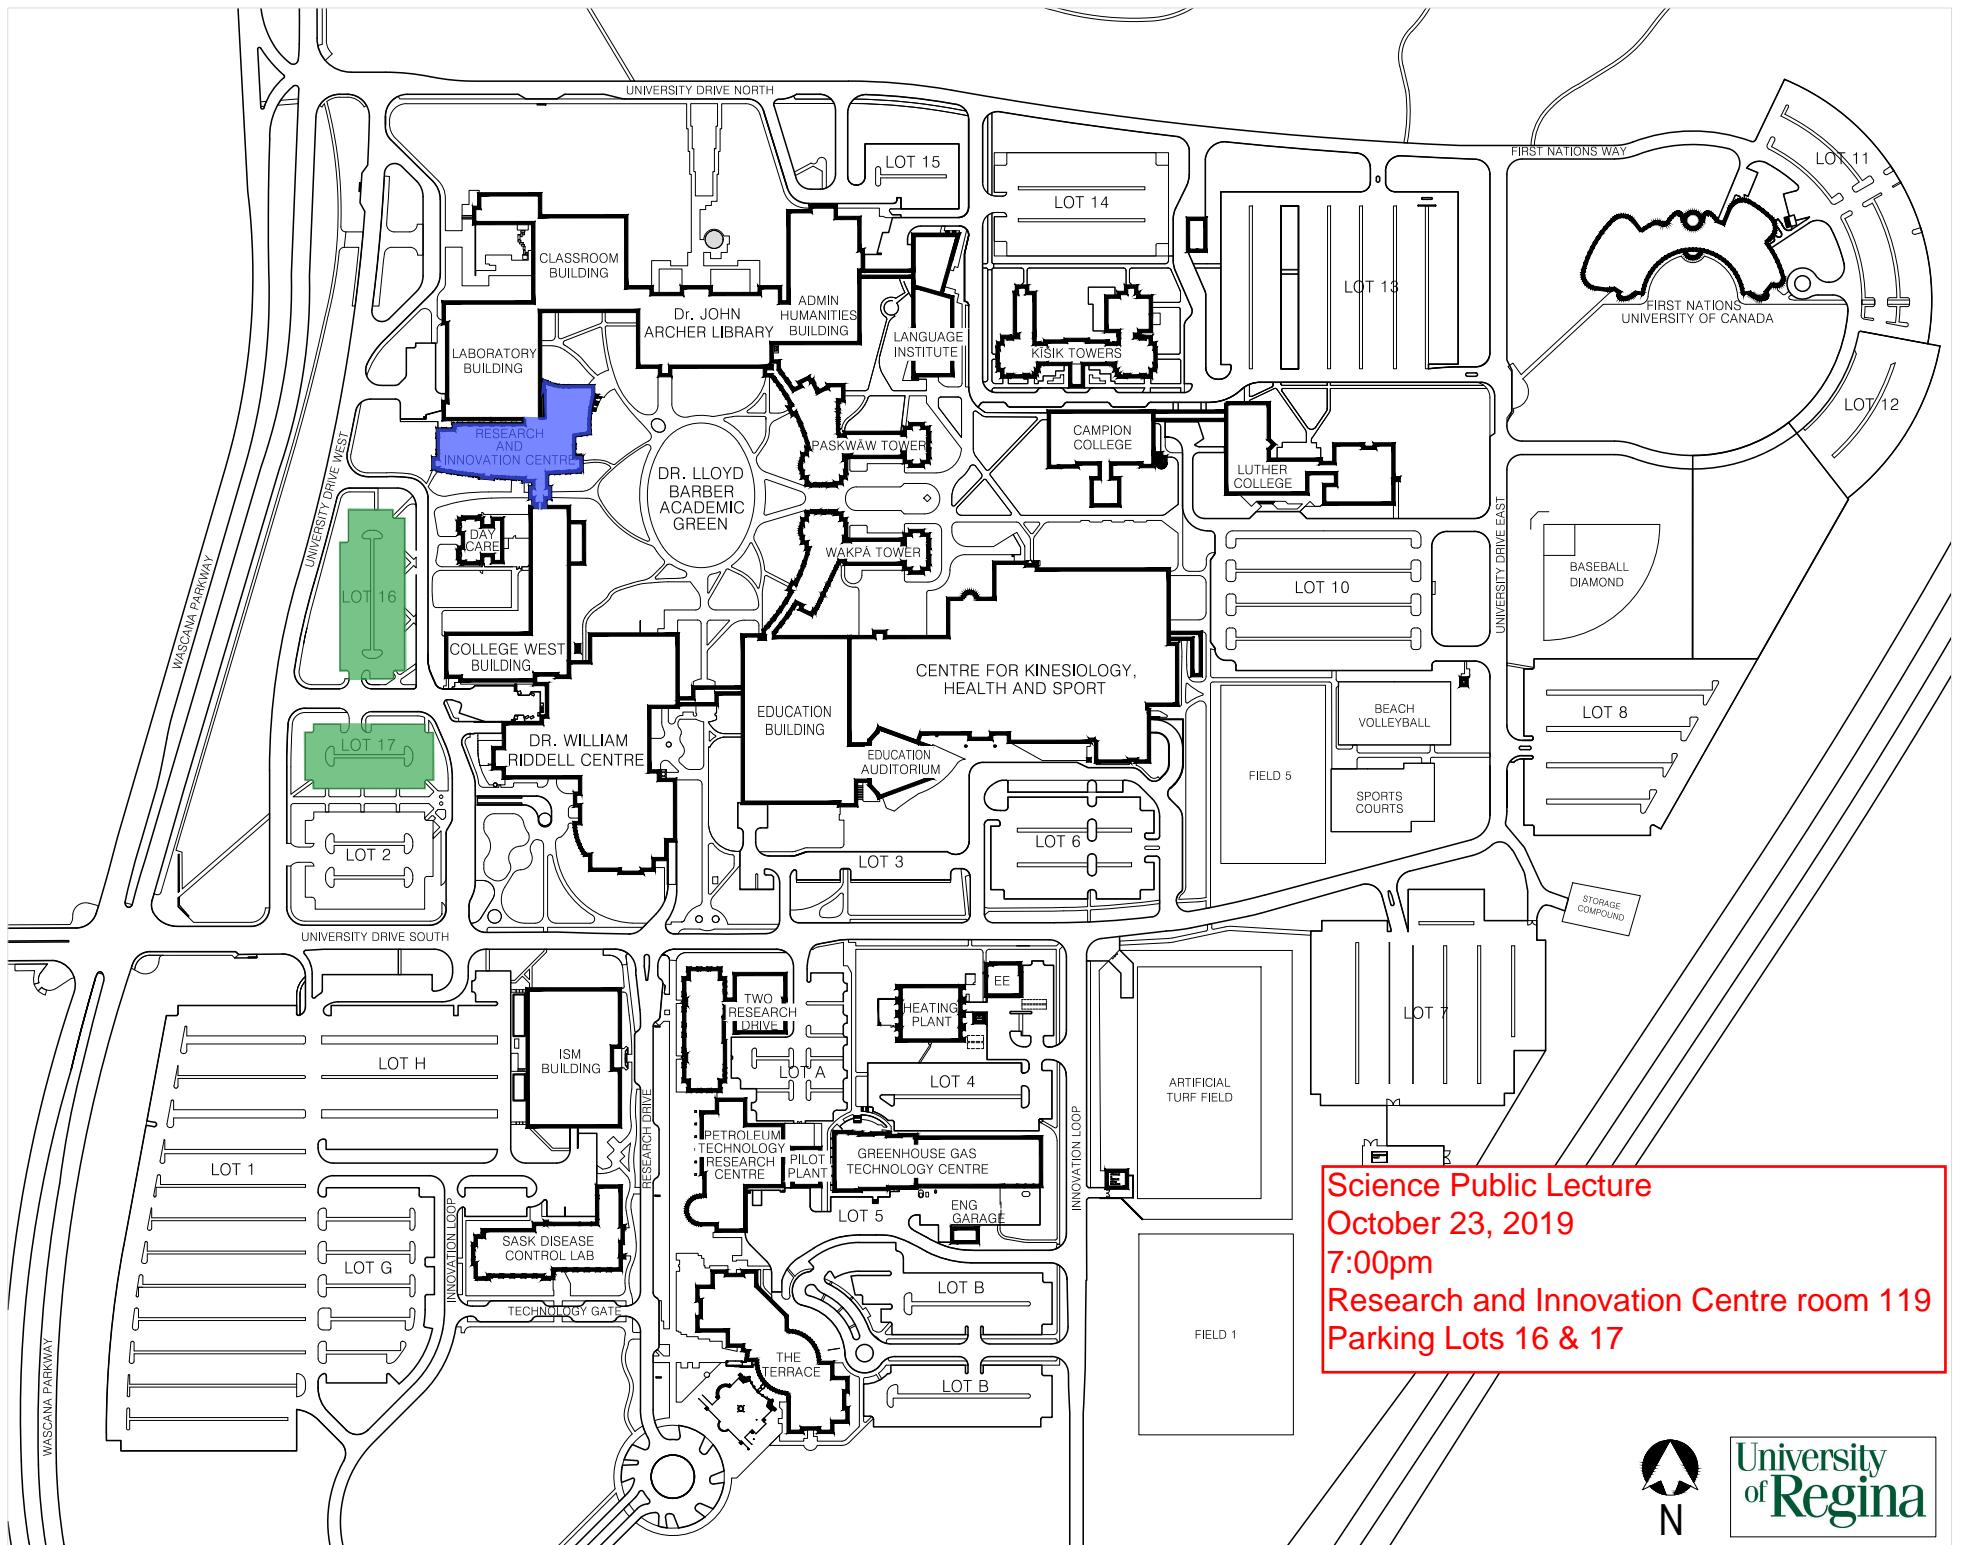 UNIVERSITY DRIVE NORTH
FIRST NATIONS WAY
LOT 15
LOT 11
LOT 14
CLASSROOM
BUILDING
LOT 13
ADMIN
HUMANITIES
BUILDING
Dr. JOHN
ARCHER LIBRARY
FIRST NATIONS
UNIVERSITY OF CANADA
LANGUAGE
INSTITUTE
KĪSIK TOWERS
LABORATORY
BUILDING
LOT 12
RESEARCH
AND
INNOVATION CENTRE
PASKWĀW TOWER
CAMPION
COLLEGE
LUTHER
COLLEGE
DR. LLOYD
BARBER
ACADEMIC
GREEN
UNIVERSITY DRIVE WEST
WASCANA PARKWAY
UNIVERSITY DRIVE EAST
DAY
CARE
WAKPĀ TOWER
LOT 16
LOT 10
BASEBALL
DIAMOND
COLLEGE WEST
BUILDING
CENTRE FOR KINESIOLOGY,
HEALTH AND SPORT
EDUCATION
BUILDING
BEACH
VOLLEYBALL
LOT 8
LOT 17
DR. WILLIAM
RIDDELL CENTRE
EDUCATION
AUDITORIUM
FIELD 5
SPORTS
COURTS
LOT 2
LOT 3
LOT 6
STORAGE
COMPOUND
UNIVERSITY DRIVE SOUTH
TWO
RESEARCH
DRIVE
EE
HEATING
PLANT
LOT 7
LOT H
ISM
BUILDING
LOT A
LOT 4
ARTIFICIAL
TURF FIELD
RESEARCH DRIVE
INNOVATION LOOP
PETROLEUM
TECHNOLOGY
RESEARCH
CENTRE
PILOT
PLANT
GREENHOUSE GAS
TECHNOLOGY CENTRE
LOT 1
LOT 5
ENG
GARAGE
INNOVATION LOOP
SASK DISEASE
CONTROL LAB
LOT G
LOT B
TECHNOLOGY GATE
FIELD 1
THE
TERRACE
LOT B
WASCANA PARKWAY
Science Public Lecture
October 23, 2019
7:00pm
Research and Innovation Centre room 119
Parking Lots 16 & 17
N
University
of Regina